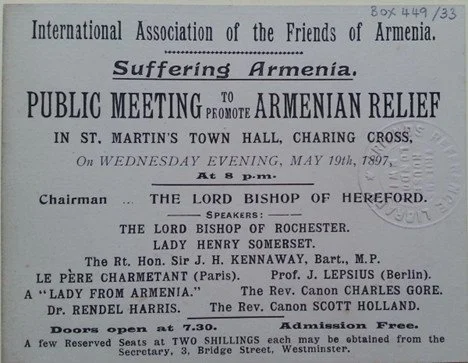 BOX 449/33
International Association of the Friends of Armenia.
Suffering Armenia.
PUBLIC MEETING TO PROMOTE ARMENIAN RELIEF
IN ST. MARTIN'S TOWN HALL, CHARING CROSS,
On WEDNESDAY EVENING, MAY 19th, 1897,
At 8 p.m.
Chairman ... THE LORD BISHOP OF HEREFORD.
SPEAKERS:
THE LORD BISHOP OF ROCHESTER.
LADY HENRY SOMERSET.
The Rt. Hon. Sir J. H. KENNAWAY, Bart., M.P.
LE PÈRE CHARMETANT (Paris). Prof. J. LEPSIUS (Berlin).
A "LADY FROM ARMENIA." The Rev. Canon CHARLES GORE.
Dr. RENDEL HARRIS. The Rev. Canon SCOTT HOLLAND.
Doors open at 7.30. Admission Free.
A few Reserved Seats at TWO SHILLINGS each may be obtained from the
Secretary, 3, Bridge Street, Westminster.
REFERENCE LIBRARY